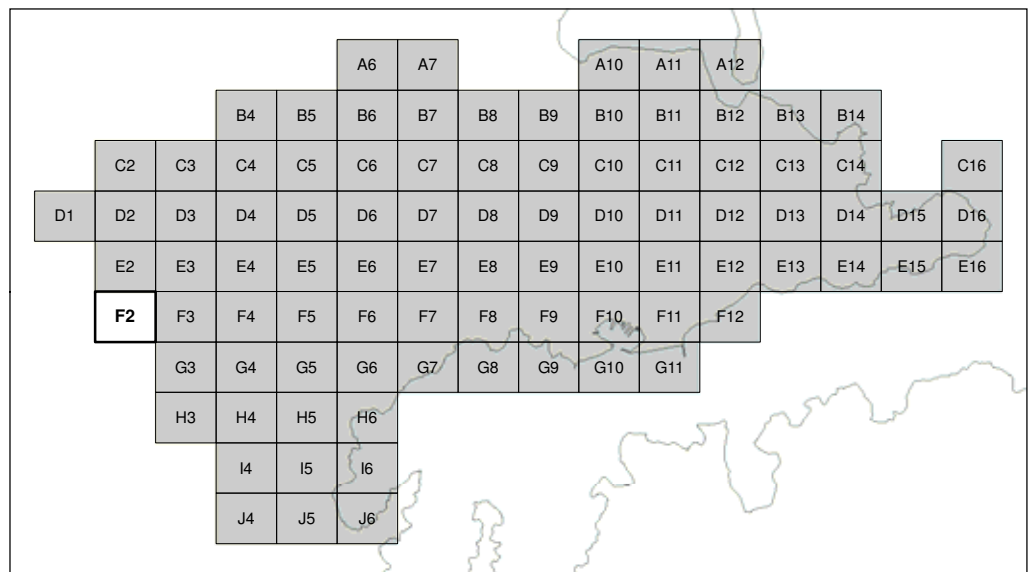 A6 A7 A10 A11 A12
B4 B5 B6 B7 B8 B9 B10 B11 B12 B13 B14
C2 C3 C4 C5 C6 C7 C8 C9 C10 C11 C12 C13 C14 C16
D1 D2 D3 D4 D5 D6 D7 D8 D9 D10 D11 D12 D13 D14 D15 D16
E2 E3 E4 E5 E6 E7 E8 E9 E10 E11 E12 E13 E14 E15 E16
F2 F3 F4 F5 F6 F7 F8 F9 F10 F11 F12
G3 G4 G5 G6 G7 G8 G9 G10 G11
H3 H4 H5 H6
I4 I5 I6
J4 J5 J6